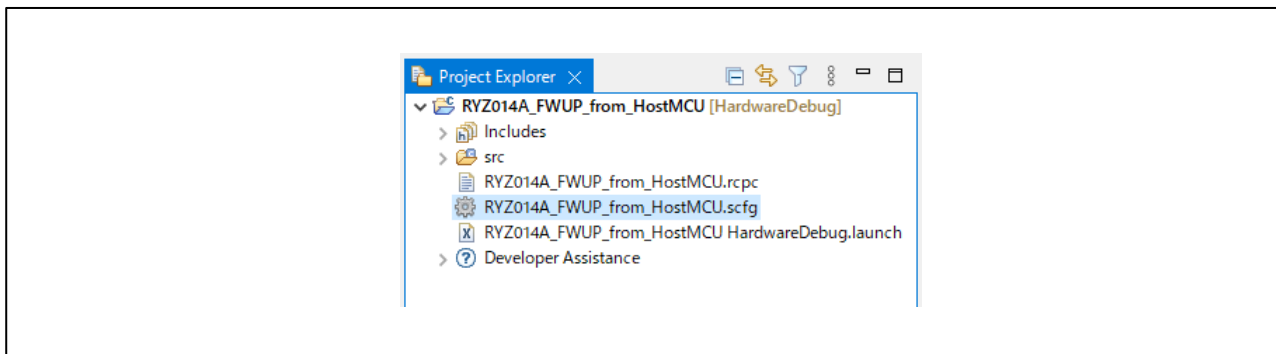 Project Explorer
RYZ014A_FWUP_from_HostMCU [HardwareDebug]
Includes
src
RYZ014A_FWUP_from_HostMCU.rcpc
RYZ014A_FWUP_from_HostMCU.scfg
RYZ014A_FWUP_from_HostMCU HardwareDebug.launch
Developer Assistance